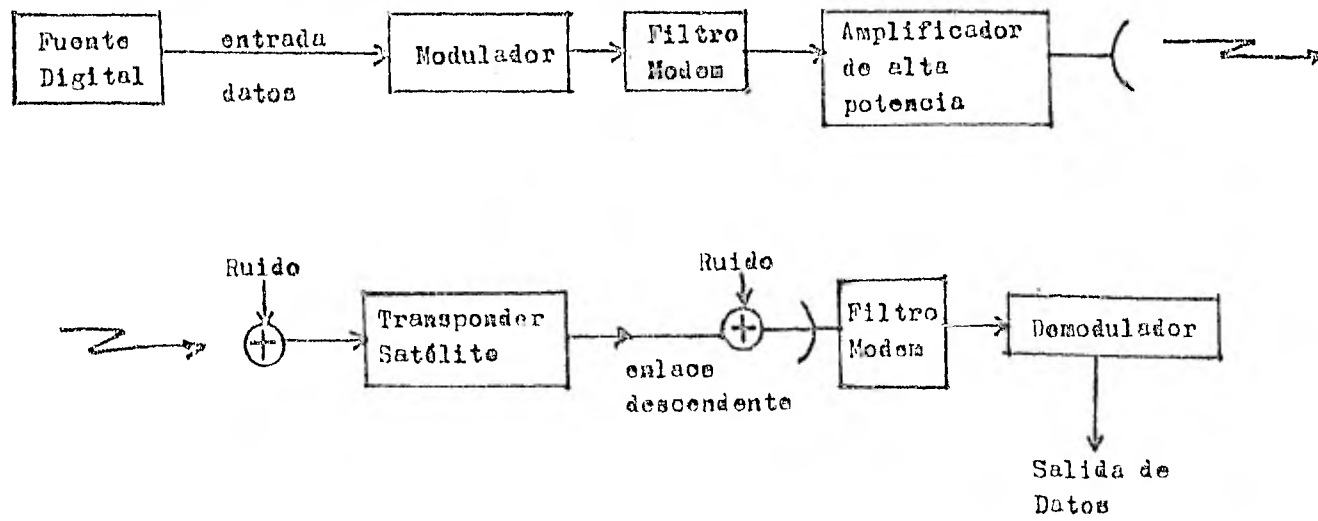 Fuente
Digital
entrada
datos
Modulador
Filtro
Modem
Amplificador
de alta
potencia
Ruido
Transponder
Satélite
enlace
descendente
Ruido
Filtro
Modem
Demodulador
Salida de
Datos